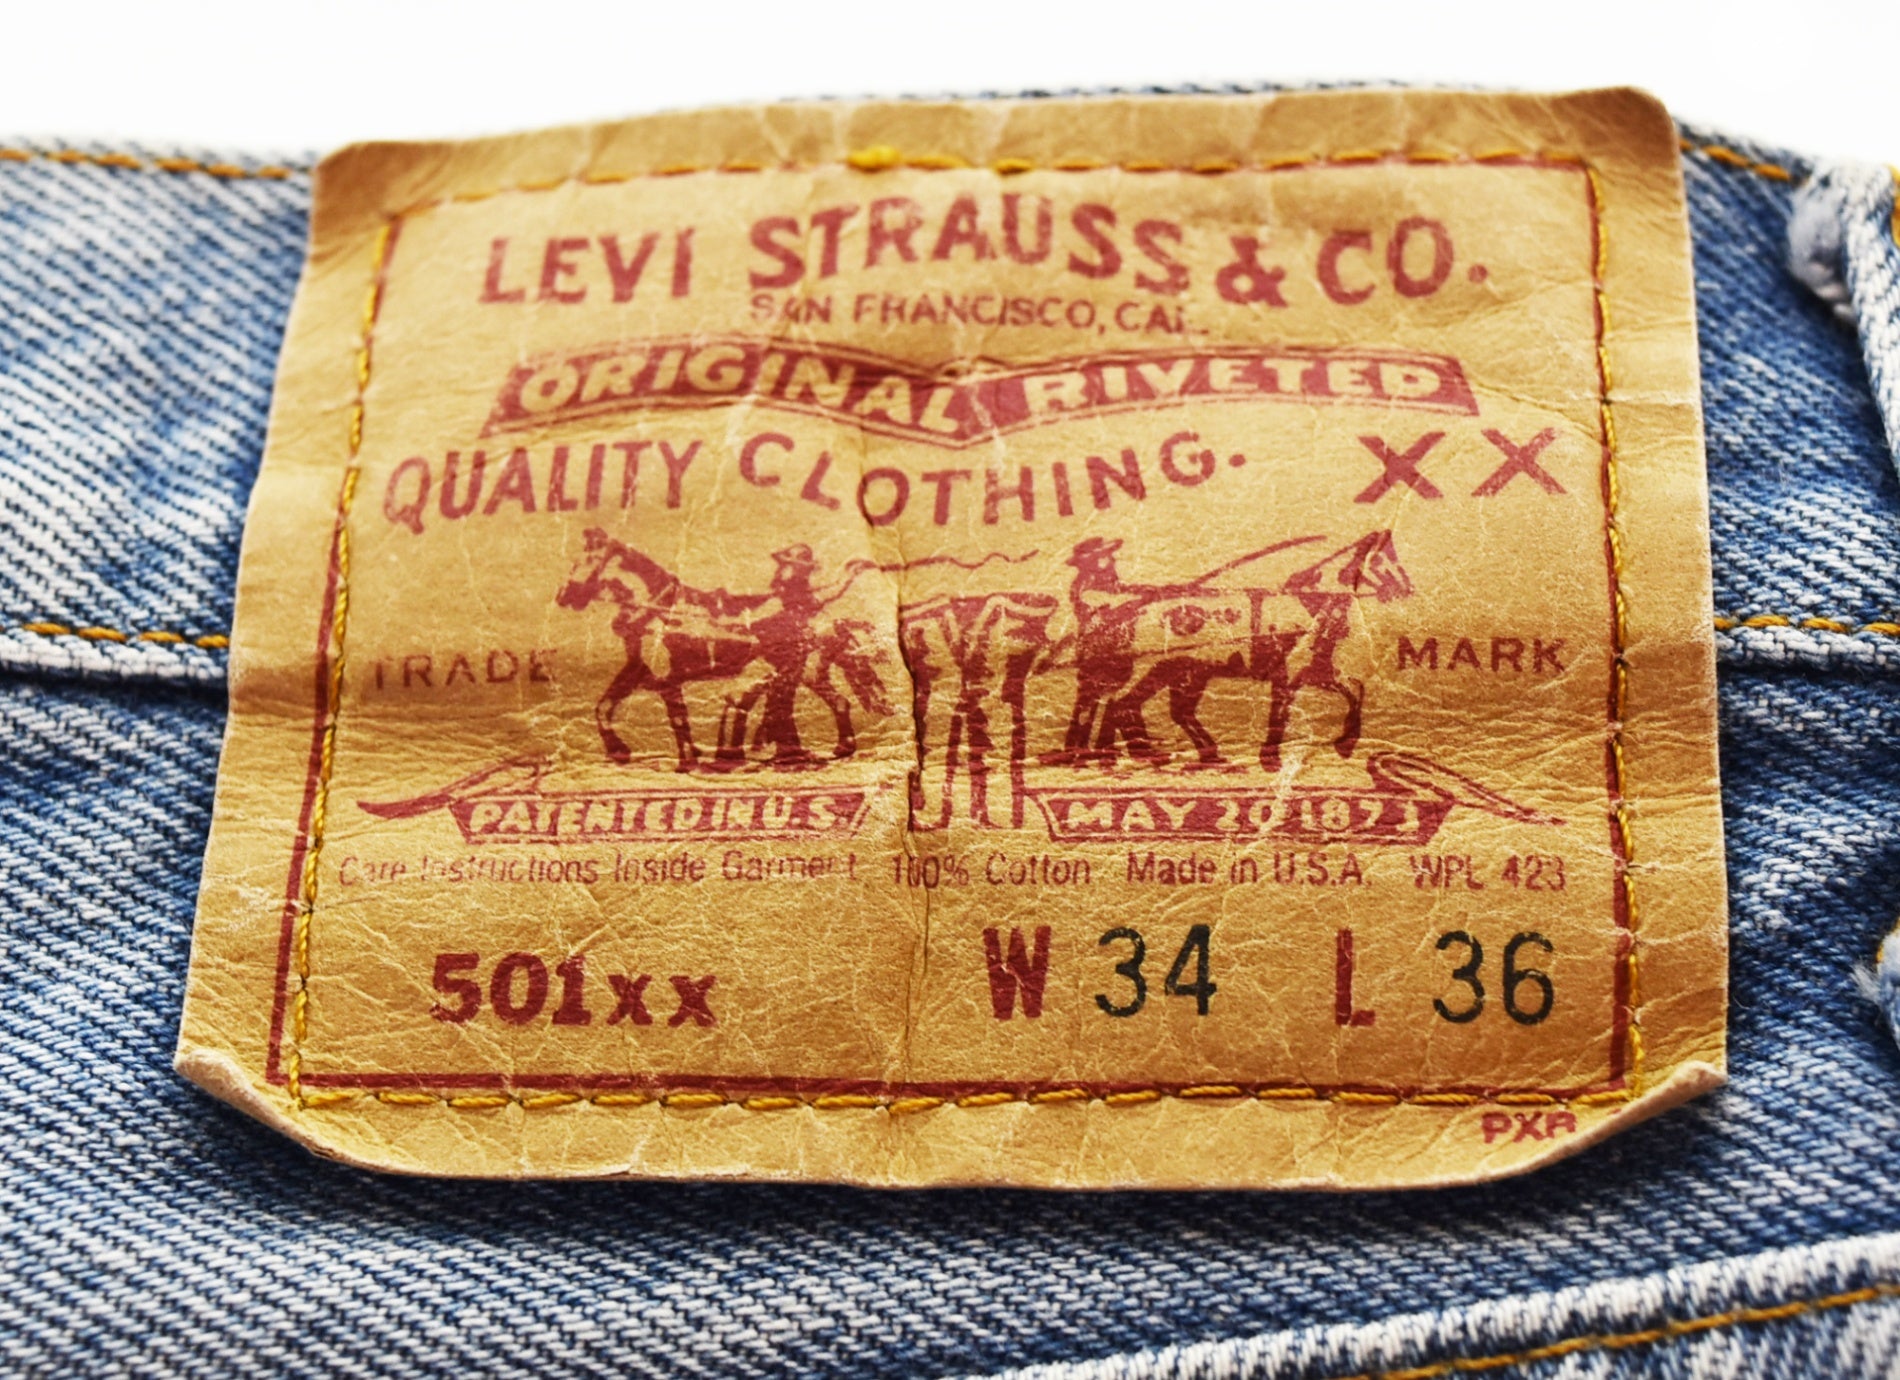 LEVI STRAUSS & CO.
SAN FRANCISCO, CAL.
ORIGINAL RIVETED
QUALITY CLOTHING. XX
TRADE MARK
PATENTED IN U.S. MAY 20 1873
Care Instructions Inside Garment 100% Cotton Made in U.S.A. WPL 423
501xx W 34 L 36
PXR